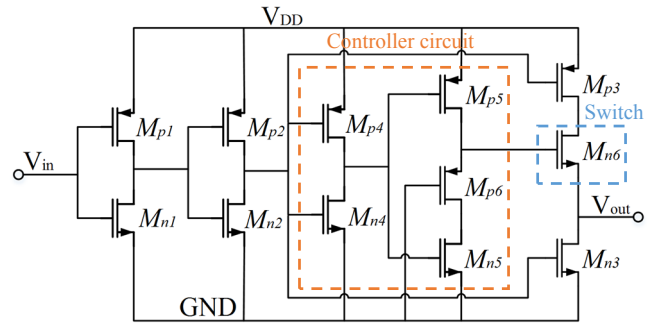 VDD
Controller circuit
Mp1
Mp2
Mp4
Mp5
Mp3
Switch
Vin
Mp6
Mn6
Mn1
Mn2
Mn4
Mn5
Vout
Mn3
GND